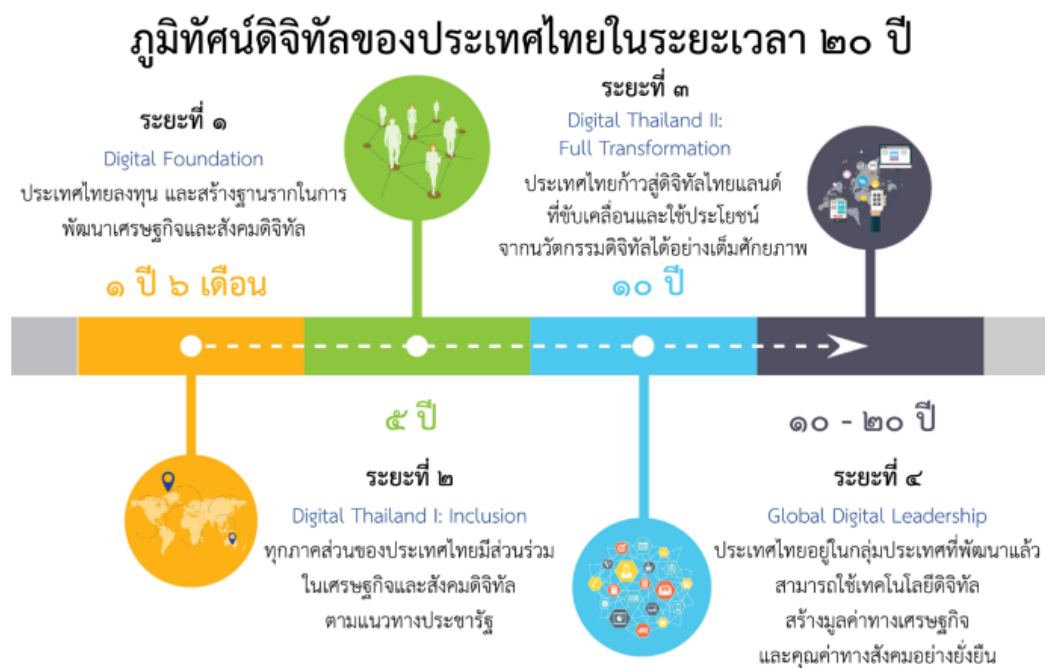 ภูมิทัศน์ดิจิทัลของประเทศไทยในระยะเวลา ๒๐ ปี
ระยะที่ ๑
Digital Foundation
ประเทศไทยลงทุน และสร้างฐานรากในการ
พัฒนาเศรษฐกิจและสังคมดิจิทัล
๑ ปี ๖ เดือน
๕ ปี
ระยะที่ ๒
Digital Thailand I: Inclusion
ทุกภาคส่วนของประเทศไทยมีส่วนร่วม
ในเศรษฐกิจและสังคมดิจิทัล
ตามแนวทางประชารัฐ
ระยะที่ ๓
Digital Thailand II:
Full Transformation
ประเทศไทยก้าวสู่ดิจิทัลไทยแลนด์
ที่ขับเคลื่อนและใช้ประโยชน์
จากนวัตกรรมดิจิทัลได้อย่างเต็มศักยภาพ
๑๐ ปี
๑๐ - ๒๐ ปี
ระยะที่ ๔
Global Digital Leadership
ประเทศไทยอยู่ในกลุ่มประเทศที่พัฒนาแล้ว
สามารถใช้เทคโนโลยีดิจิทัล
สร้างมูลค่าทางเศรษฐกิจ
และคุณค่าทางสังคมอย่างยั่งยืน